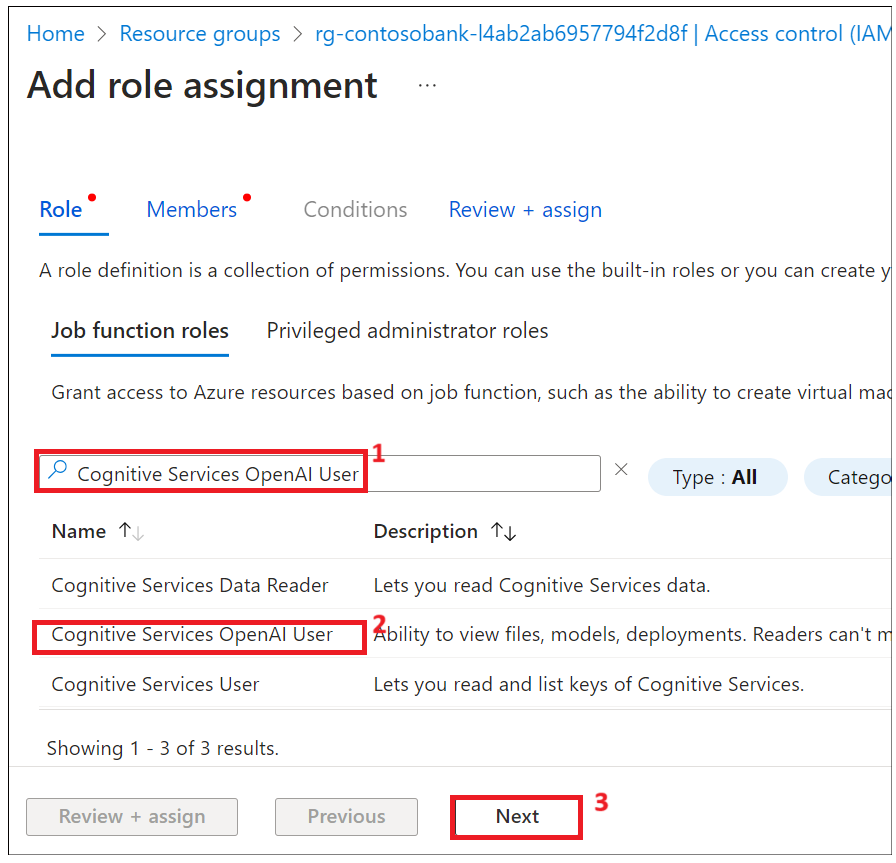 Home > Resource groups > rg-contosobank-l4ab2ab6957794f2d8f | Access control (IAM
Add role assignment ...
Role Members Conditions Review + assign
A role definition is a collection of permissions. You can use the built-in roles or you can create y
Job function roles Privileged administrator roles
Grant access to Azure resources based on job function, such as the ability to create virtual mac
Cognitive Services OpenAI User 1 Type : All Catego
Name Description
Cognitive Services Data Reader Lets you read Cognitive Services data.
Cognitive Services OpenAI User 2 Ability to view files, models, deployments. Readers can't m
Cognitive Services User Lets you read and list keys of Cognitive Services.
Showing 1 - 3 of 3 results.
Review + assign Previous Next 3